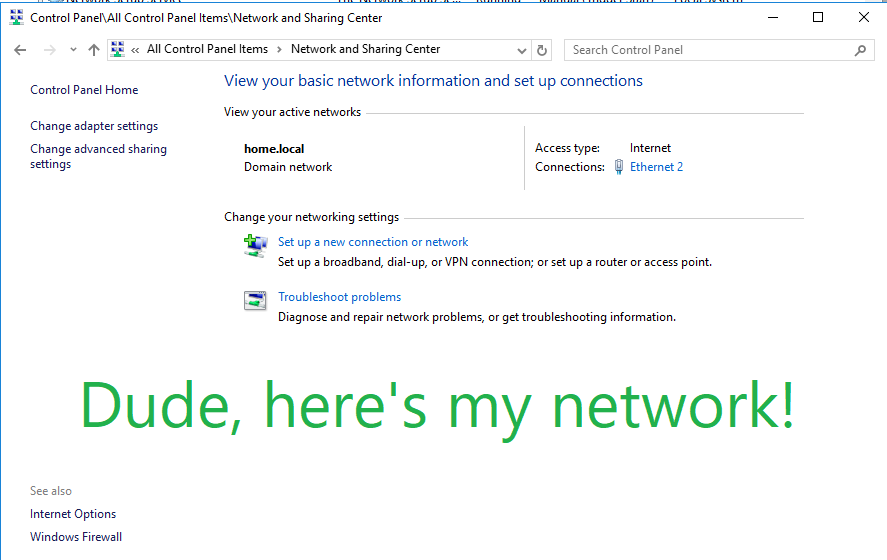 Control Panel\All Control Panel Items\Network and Sharing Center
All Control Panel Items > Network and Sharing Center
Search Control Panel
Control Panel Home
Change adapter settings
Change advanced sharing
settings
View your basic network information and set up connections
View your active networks
home.local
Domain network
Access type: Internet
Connections: Ethernet 2
Change your networking settings
Set up a new connection or network
Set up a broadband, dial-up, or VPN connection; or set up a router or access point.
Troubleshoot problems
Diagnose and repair network problems, or get troubleshooting information.
Dude, here's my network!
See also
Internet Options
Windows Firewall